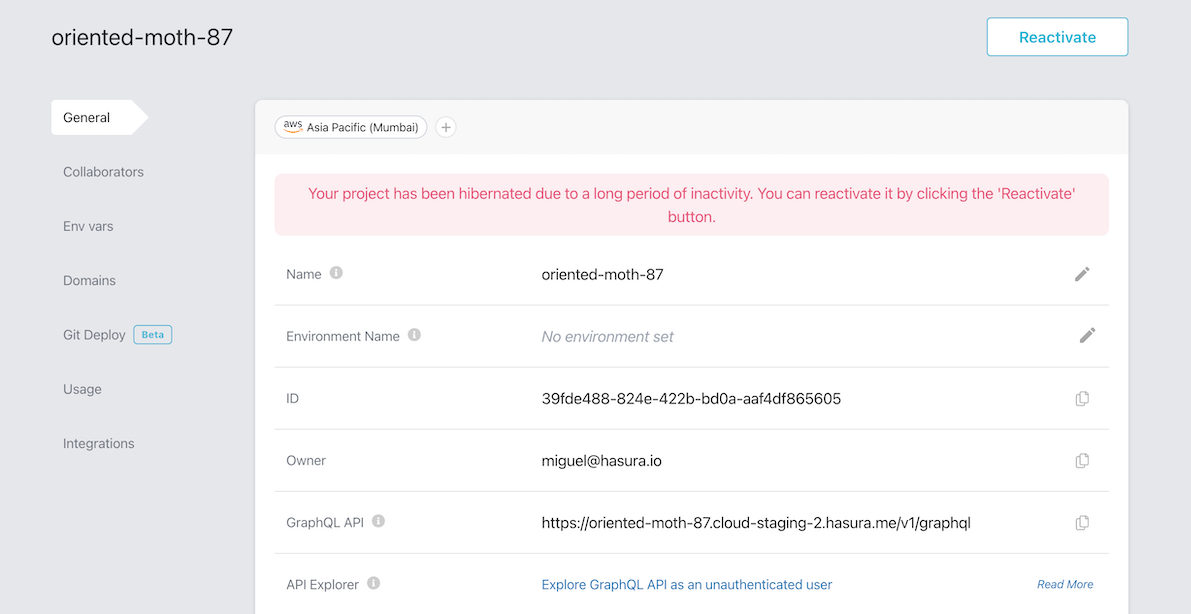 oriented-moth-87
Reactivate
General
Collaborators
Env vars
Domains
Git Deploy Beta
Usage
Integrations
aws Asia Pacific (Mumbai) +
Your project has been hibernated due to a long period of inactivity. You can reactivate it by clicking the 'Reactivate'
button.
Name i oriented-moth-87
Environment Name i No environment set
ID 39fde488-824e-422b-bd0a-aaf4df865605
Owner miguel@hasura.io
GraphQL API i https://oriented-moth-87.cloud-staging-2.hasura.me/v1/graphql
API Explorer i Explore GraphQL API as an unauthenticated user Read More